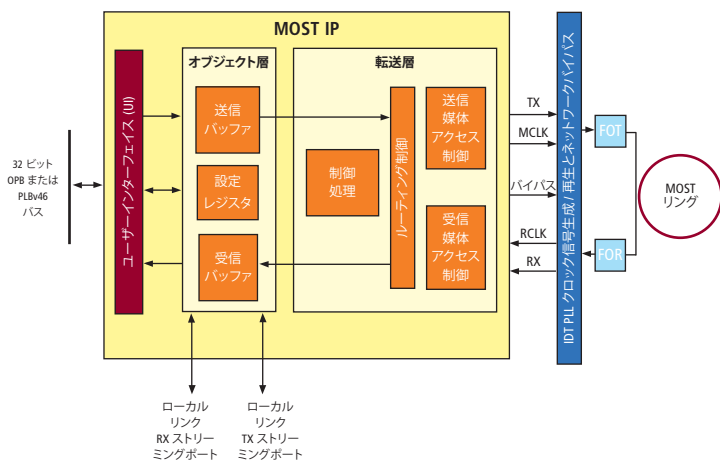 MOST IP
オブジェクト層
転送層
32 ビット
OPB または
PLBv46
バス
ユーザーインターフェイス (UI)
送信
バッファ
設定
レジスタ
受信
バッファ
制御
処理
ルーティング制御
送信
媒体
アクセス
制御
受信
媒体
アクセス
制御
TX
MCLK
バイパス
RCLK
RX
IDT PLL クロック信号生成 / 再生とネットワークバイパス
FOT
FOR
MOST
リング
ローカル
リンク
RX ストリー
ミングポート
ローカル
リンク
TX ストリー
ミングポート